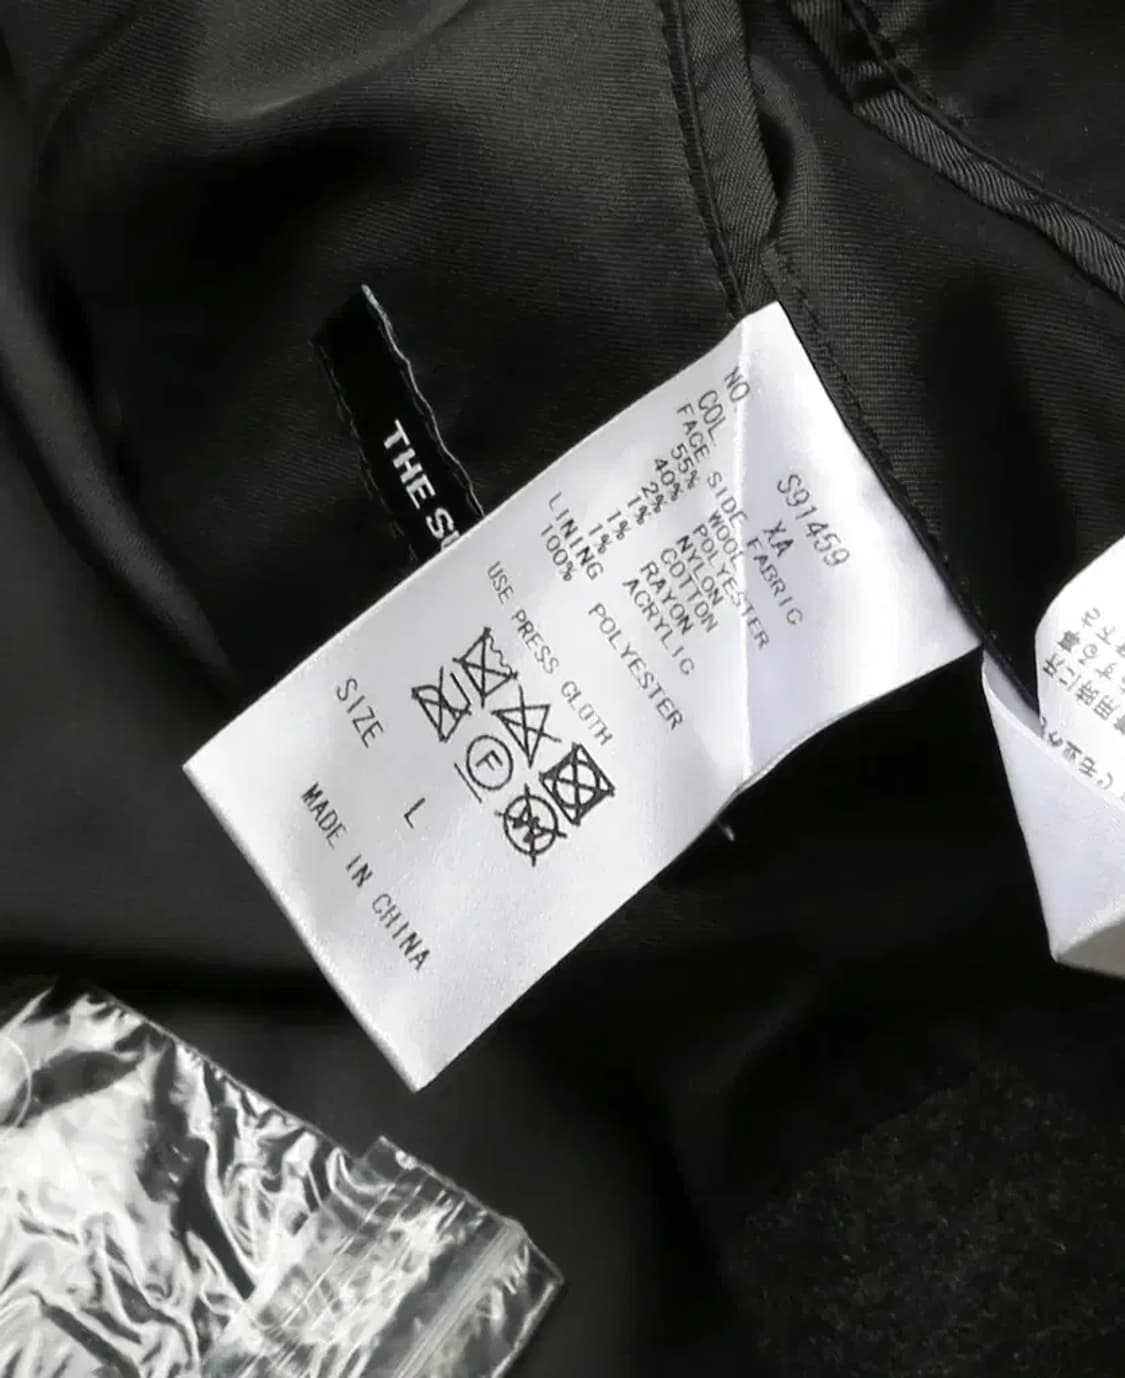 THE S
NO. S91459
COL. XA
FACE SIDE FABRIC
55% WOOL
40% POLYESTER
2% NYLON
1% COTTON
1% RAYON
1% ACRYLIC
LINING
100% POLYESTER
USE PRESS CLOTH
F
W
SIZE L
MADE IN CHINA